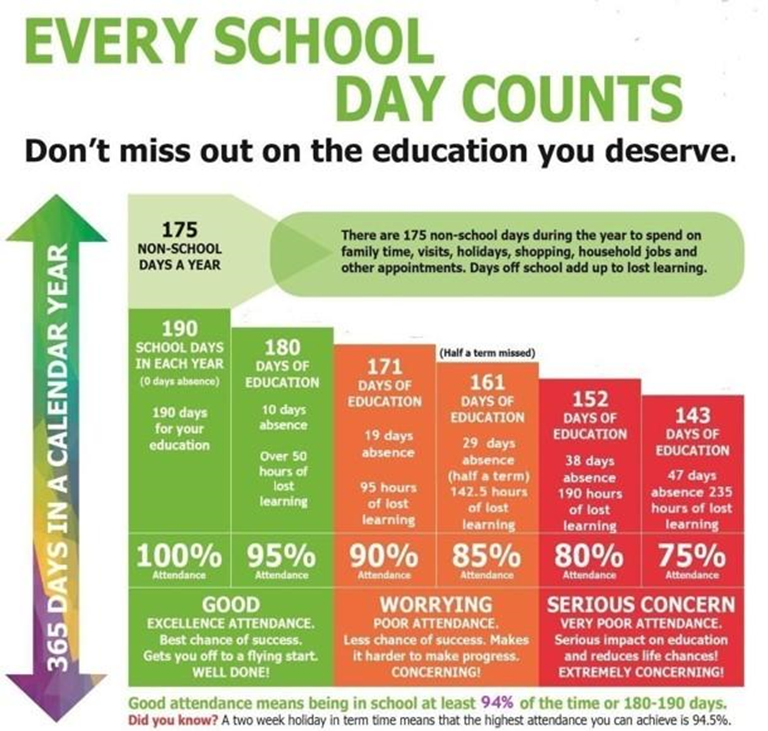 EVERY SCHOOL
DAY COUNTS
Don't miss out on the education you deserve.
365 DAYS IN A CALENDAR YEAR
175
NON-SCHOOL
DAYS A YEAR
There are 175 non-school days during the year to spend on
family time, visits, holidays, shopping, household jobs and
other appointments. Days off school add up to lost learning.
190
SCHOOL DAYS
IN EACH YEAR
(0 days absence)
190 days
for your
education
180
DAYS OF
EDUCATION
10 days
absence
Over 50
hours of
lost
learning
171
DAYS OF
EDUCATION
19 days
absence
95 hours
of lost
learning
(Half a term missed)
161
DAYS OF
EDUCATION
29 days
absence
(half a term)
142.5 hours
of lost
learning
152
DAYS OF
EDUCATION
38 days
absence
190 hours
of lost
learning
143
DAYS OF
EDUCATION
47 days
absence 235
hours of lost
learning
100%
Attendance
95%
Attendance
90%
Attendance
85%
Attendance
80%
Attendance
75%
Attendance
GOOD
EXCELLENCE ATTENDANCE.
Best chance of success.
Gets you off to a flying start.
WELL DONE!
WORRYING
POOR ATTENDANCE.
Less chance of success. Makes
it harder to make progress.
CONCERNING!
SERIOUS CONCERN
VERY POOR ATTENDANCE.
Serious impact on education
and reduces life chances!
EXTREMELY CONCERNING!
Good attendance means being in school at least 94% of the time or 180-190 days.
Did you know? A two week holiday in term time means that the highest attendance you can achieve is 94.5%.